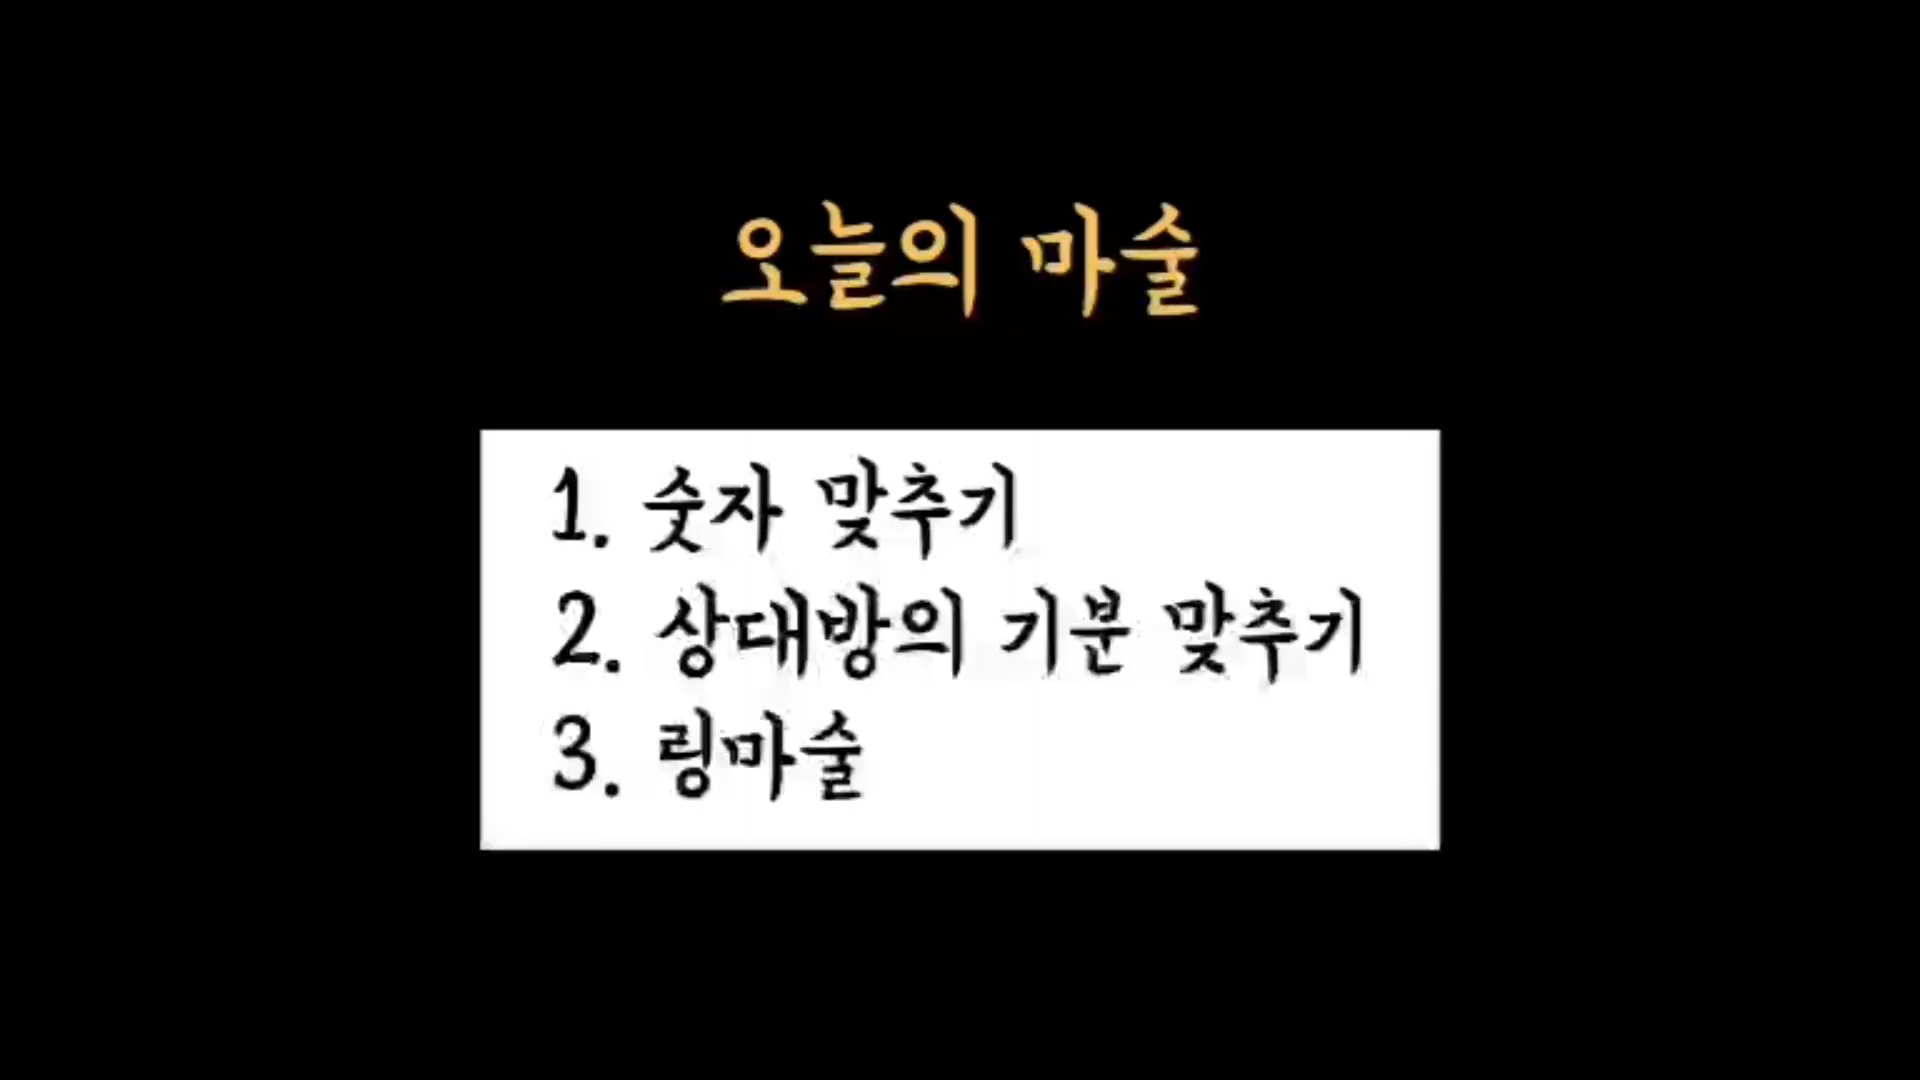 오늘의 마술
1. 숫자 맞추기
2. 상대방의 기분 맞추기
3. 링마술